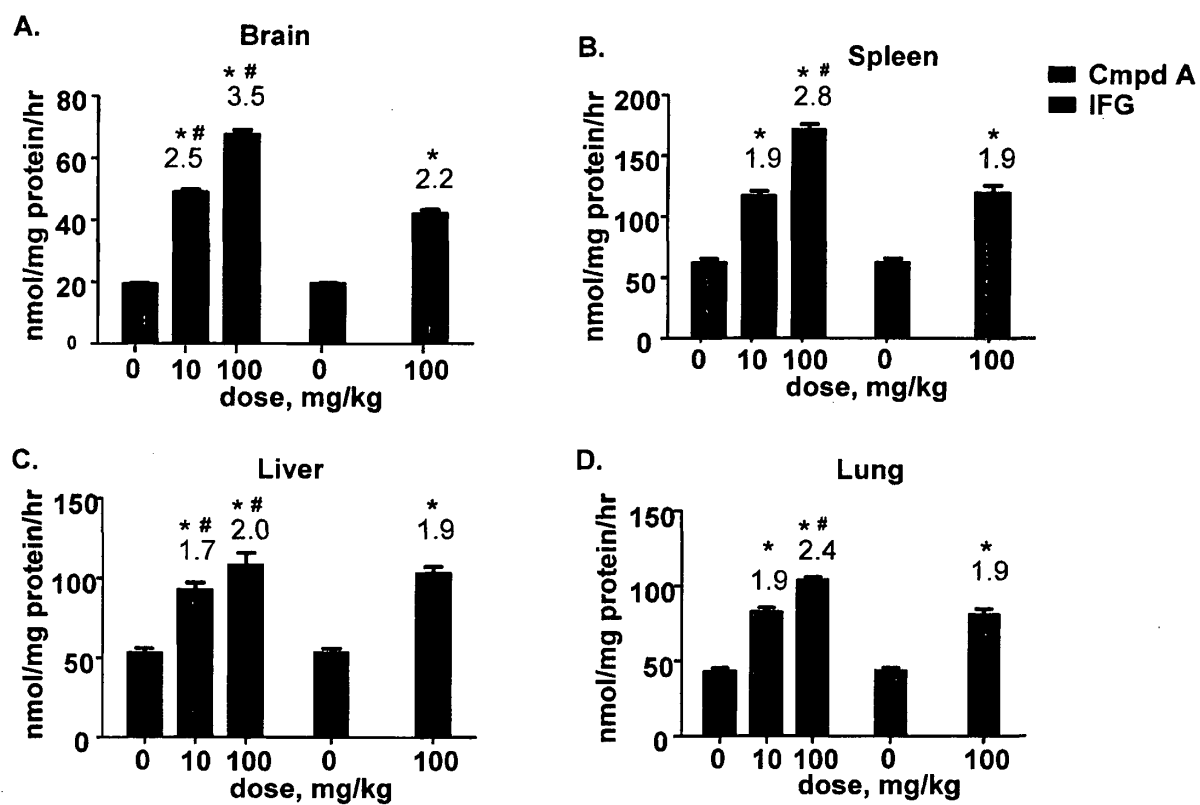 A.
Brain
* #
3.5
* #
2.5
*
2.2
80
60
40
20
0
nmol/mg protein/hr
0 10 100 0 100
dose, mg/kg
B.
Spleen
Cmpd A
IFG
* #
2.8
*
1.9
*
1.9
200
150
100
50
0
nmol/mg protein/hr
0 10 100 0 100
dose, mg/kg
C.
Liver
* #
1.7
* #
2.0
*
1.9
150
100
50
0
nmol/mg protein/hr
0 10 100 0 100
dose, mg/kg
D.
Lung
*
1.9
* #
2.4
*
1.9
150
100
50
0
nmol/mg protein/hr
0 10 100 0 100
dose, mg/kg